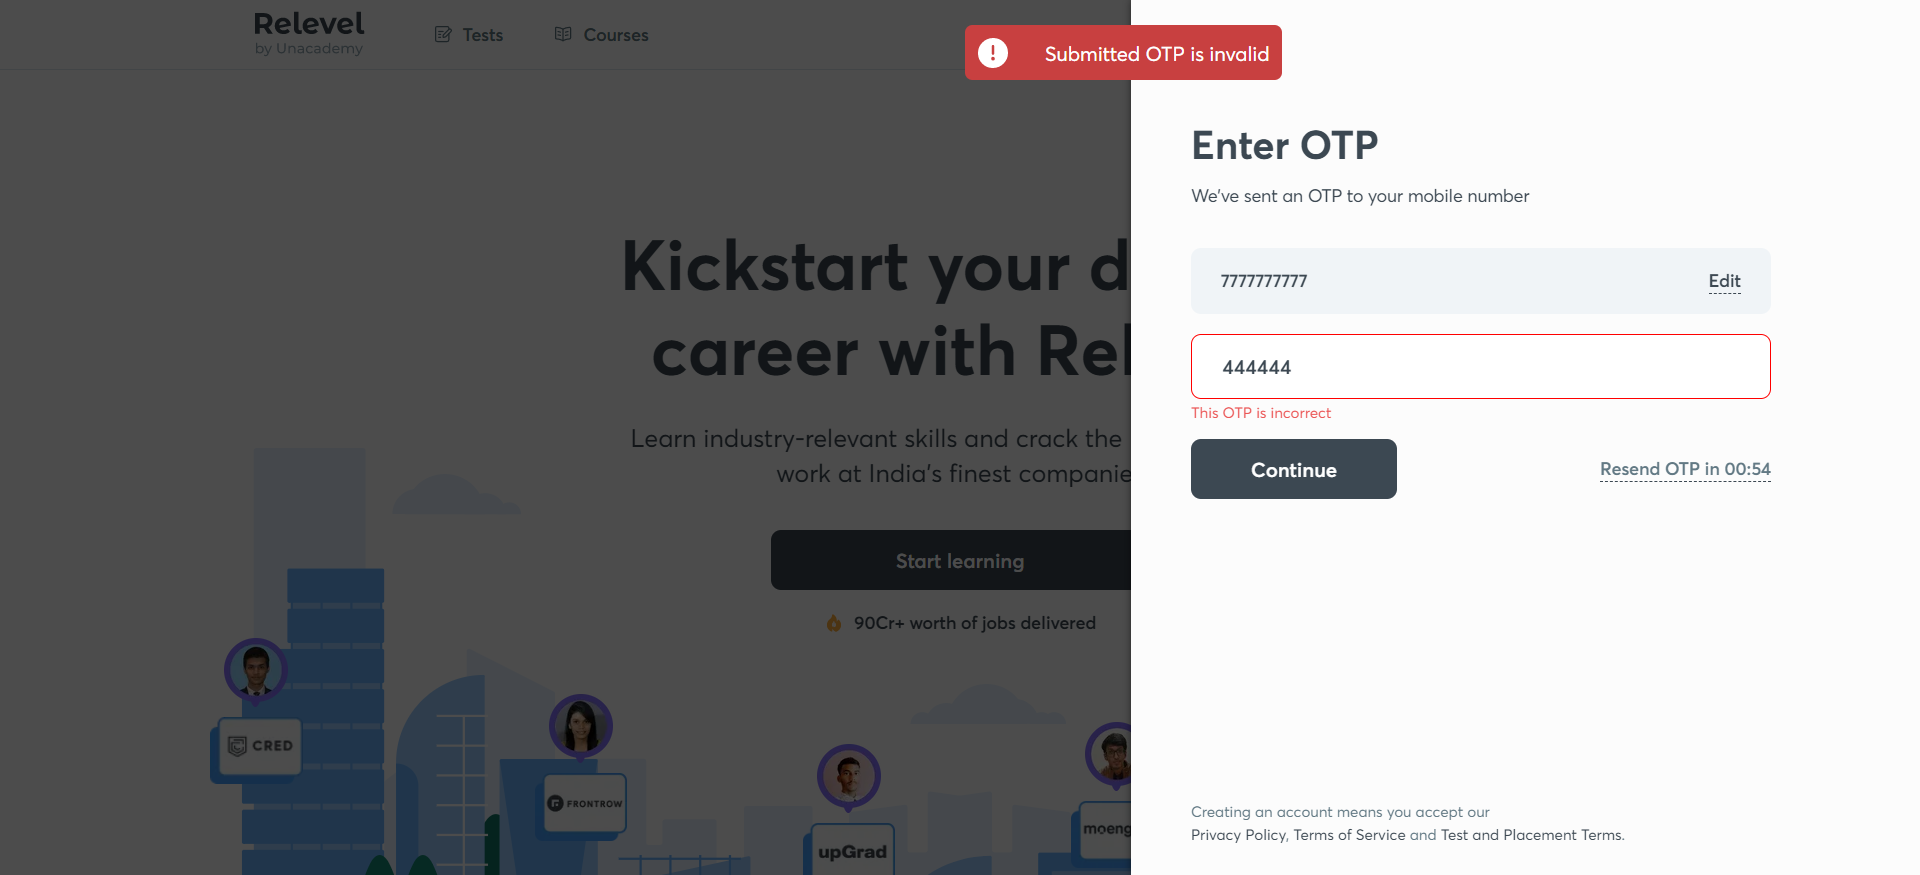 Relevel
by Unacademy
Tests
Courses
Submitted OTP is invalid
Kickstart your d
career with Rel
Learn industry-relevant skills and crack the
work at India's finest companie
Start learning
90Cr+ worth of jobs delivered
CRED
FRONTROW
upGrad
moeng
Enter OTP
We've sent an OTP to your mobile number
7777777777
Edit
444444
This OTP is incorrect
Continue
Resend OTP in 00:54
Creating an account means you accept our
Privacy Policy, Terms of Service and Test and Placement Terms.